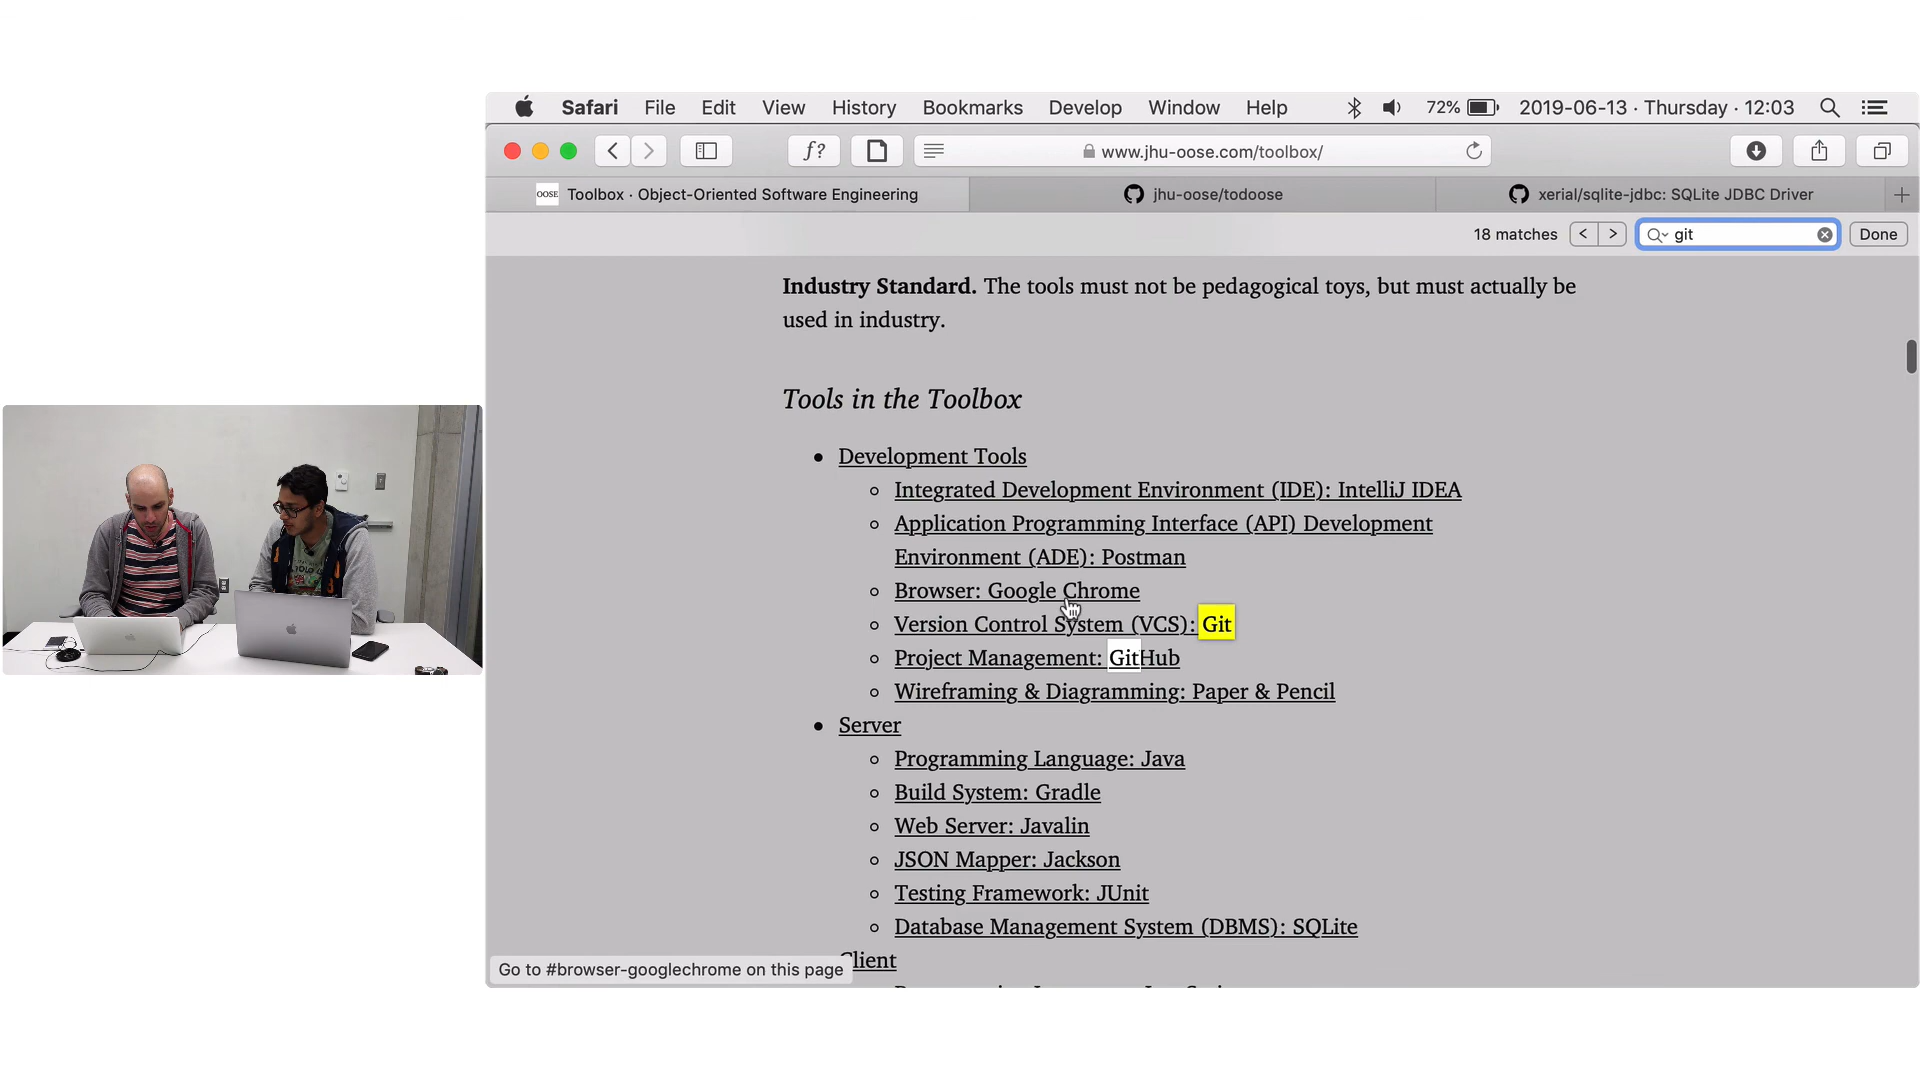 Safari File Edit View History Bookmarks Develop Window Help 72% 2019-06-13 · Thursday · 12:03
f? www.jhu-oose.com/toolbox/
OOSE Toolbox · Object-Oriented Software Engineering jhu-oose/todoose xerial/sqlite-jdbc: SQLite JDBC Driver
18 matches git Done
Industry Standard. The tools must not be pedagogical toys, but must actually be
used in industry.
Tools in the Toolbox
Development Tools
Integrated Development Environment (IDE): IntelliJ IDEA
Application Programming Interface (API) Development
Environment (ADE): Postman
Browser: Google Chrome
Version Control System (VCS): Git
Project Management: GitHub
Wireframing & Diagramming: Paper & Pencil
Server
Programming Language: Java
Build System: Gradle
Web Server: Javalin
JSON Mapper: Jackson
Testing Framework: JUnit
Database Management System (DBMS): SQLite
Client
Go to #browser-googlechrome on this page